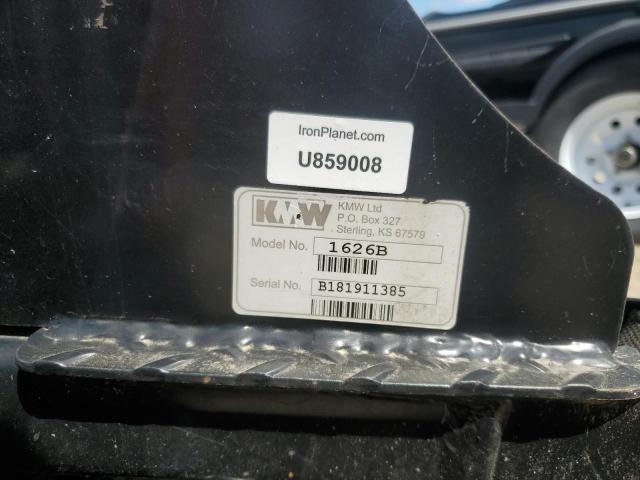 IronPlanet.com
U859008
KMW
KMW Ltd
P.O. Box 327
Sterling, KS 67579
Model No. 1626B
Serial No. B181911385